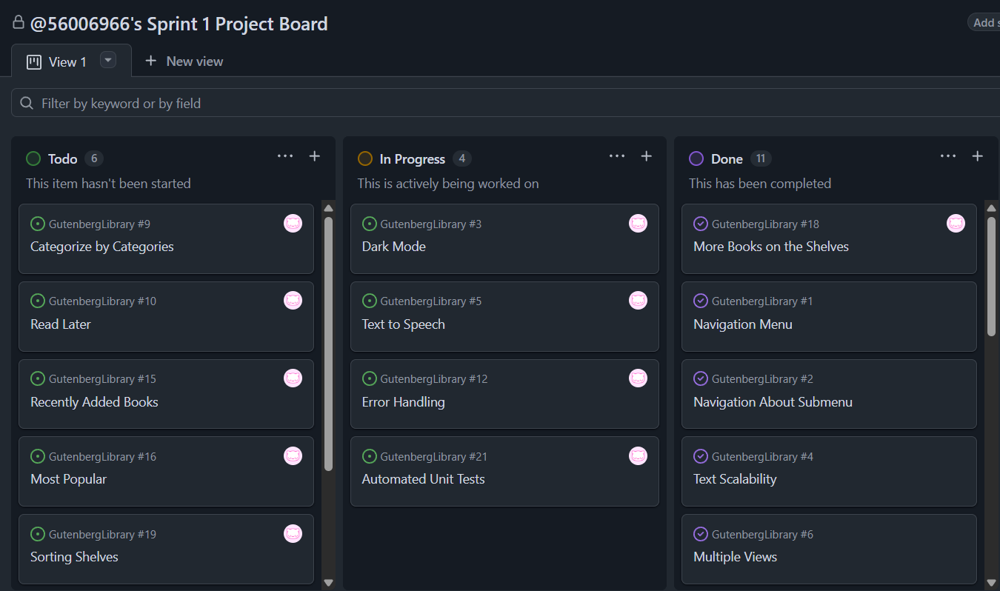 @56006966's Sprint 1 Project Board
Add
View 1
New view
Filter by keyword or by field
Todo 6
This item hasn't been started
GutenbergLibrary #9
Categorize by Categories
GutenbergLibrary #10
Read Later
GutenbergLibrary #15
Recently Added Books
GutenbergLibrary #16
Most Popular
GutenbergLibrary #19
Sorting Shelves
In Progress 4
This is actively being worked on
GutenbergLibrary #3
Dark Mode
GutenbergLibrary #5
Text to Speech
GutenbergLibrary #12
Error Handling
GutenbergLibrary #21
Automated Unit Tests
Done 11
This has been completed
GutenbergLibrary #18
More Books on the Shelves
GutenbergLibrary #1
Navigation Menu
GutenbergLibrary #2
Navigation About Submenu
GutenbergLibrary #4
Text Scalability
GutenbergLibrary #6
Multiple Views